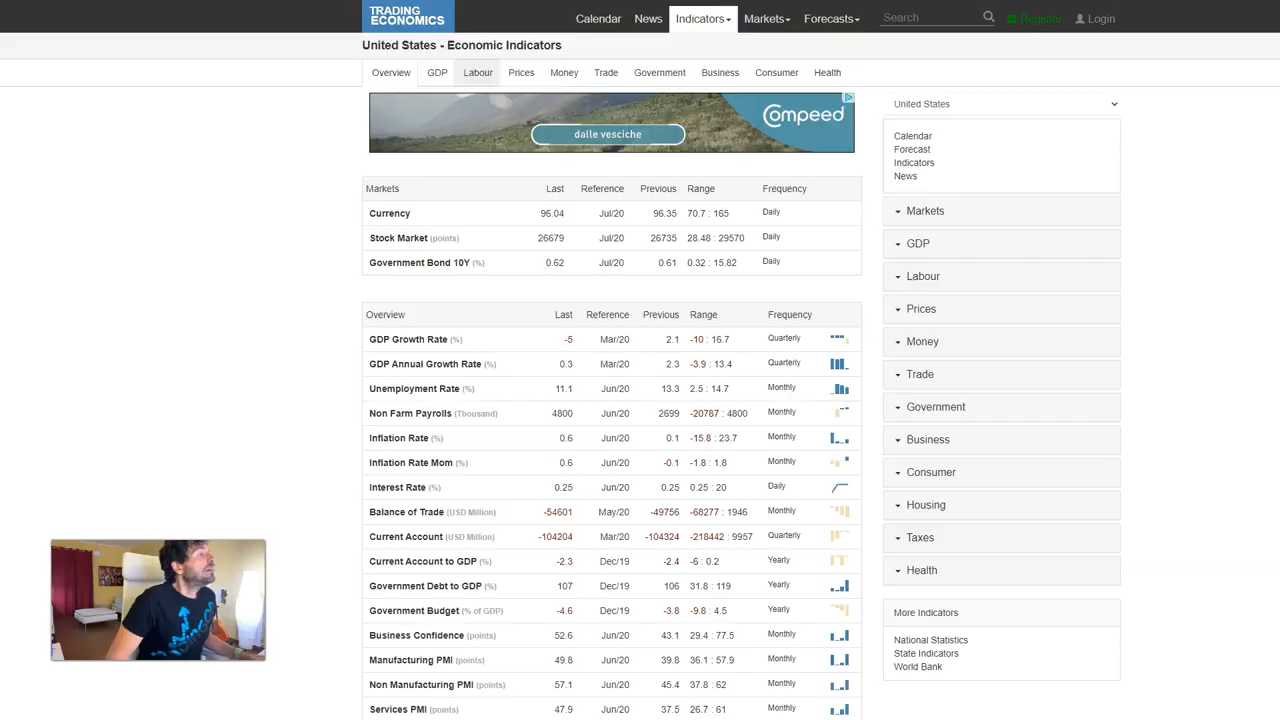 TRADING
ECONOMICS
Calendar News Indicators Markets Forecasts Search Register Login
United States - Economic Indicators
Overview GDP Labour Prices Money Trade Government Business Consumer Health
dalle vesciche
Compeed
Markets Last Reference Previous Range Frequency
Currency 96.04 Jul/20 96.35 70.7 : 165 Daily
Stock Market (points) 26679 Jul/20 26735 28.48 : 29570 Daily
Government Bond 10Y (%) 0.62 Jul/20 0.61 0.32 : 15.82 Daily
Overview Last Reference Previous Range Frequency
GDP Growth Rate (%) -5 Mar/20 2.1 -10 : 16.7 Quarterly
GDP Annual Growth Rate (%) 0.3 Mar/20 2.3 -3.9 : 13.4 Quarterly
Unemployment Rate (%) 11.1 Jun/20 13.3 2.5 : 14.7 Monthly
Non Farm Payrolls (Thousand) 4800 Jun/20 2699 -20787 : 4800 Monthly
Inflation Rate (%) 0.6 Jun/20 0.1 -15.8 : 23.7 Monthly
Inflation Rate Mom (%) 0.6 Jun/20 -0.1 -1.8 : 1.8 Monthly
Interest Rate (%) 0.25 Jun/20 0.25 0.25 : 20 Daily
Balance of Trade (USD Million) -54601 May/20 -49756 -68277 : 1946 Monthly
Current Account (USD Million) -104204 Mar/20 -104324 -218442 : 9957 Quarterly
Current Account to GDP (%) -2.3 Dec/19 -2.4 -6 : 0.2 Yearly
Government Debt to GDP (%) 107 Dec/19 106 31.8 : 119 Yearly
Government Budget (% of GDP) -4.6 Dec/19 -3.8 -9.8 : 4.5 Yearly
Business Confidence (points) 52.6 Jun/20 43.1 29.4 : 77.5 Monthly
Manufacturing PMI (points) 49.8 Jun/20 39.8 36.1 : 57.9 Monthly
Non Manufacturing PMI (points) 57.1 Jun/20 45.4 37.8 : 62 Monthly
Services PMI (points) 47.9 Jun/20 37.5 26.7 : 61 Monthly
United States
Calendar
Forecast
Indicators
News
Markets
GDP
Labour
Prices
Money
Trade
Government
Business
Consumer
Housing
Taxes
Health
More Indicators
National Statistics
State Indicators
World Bank